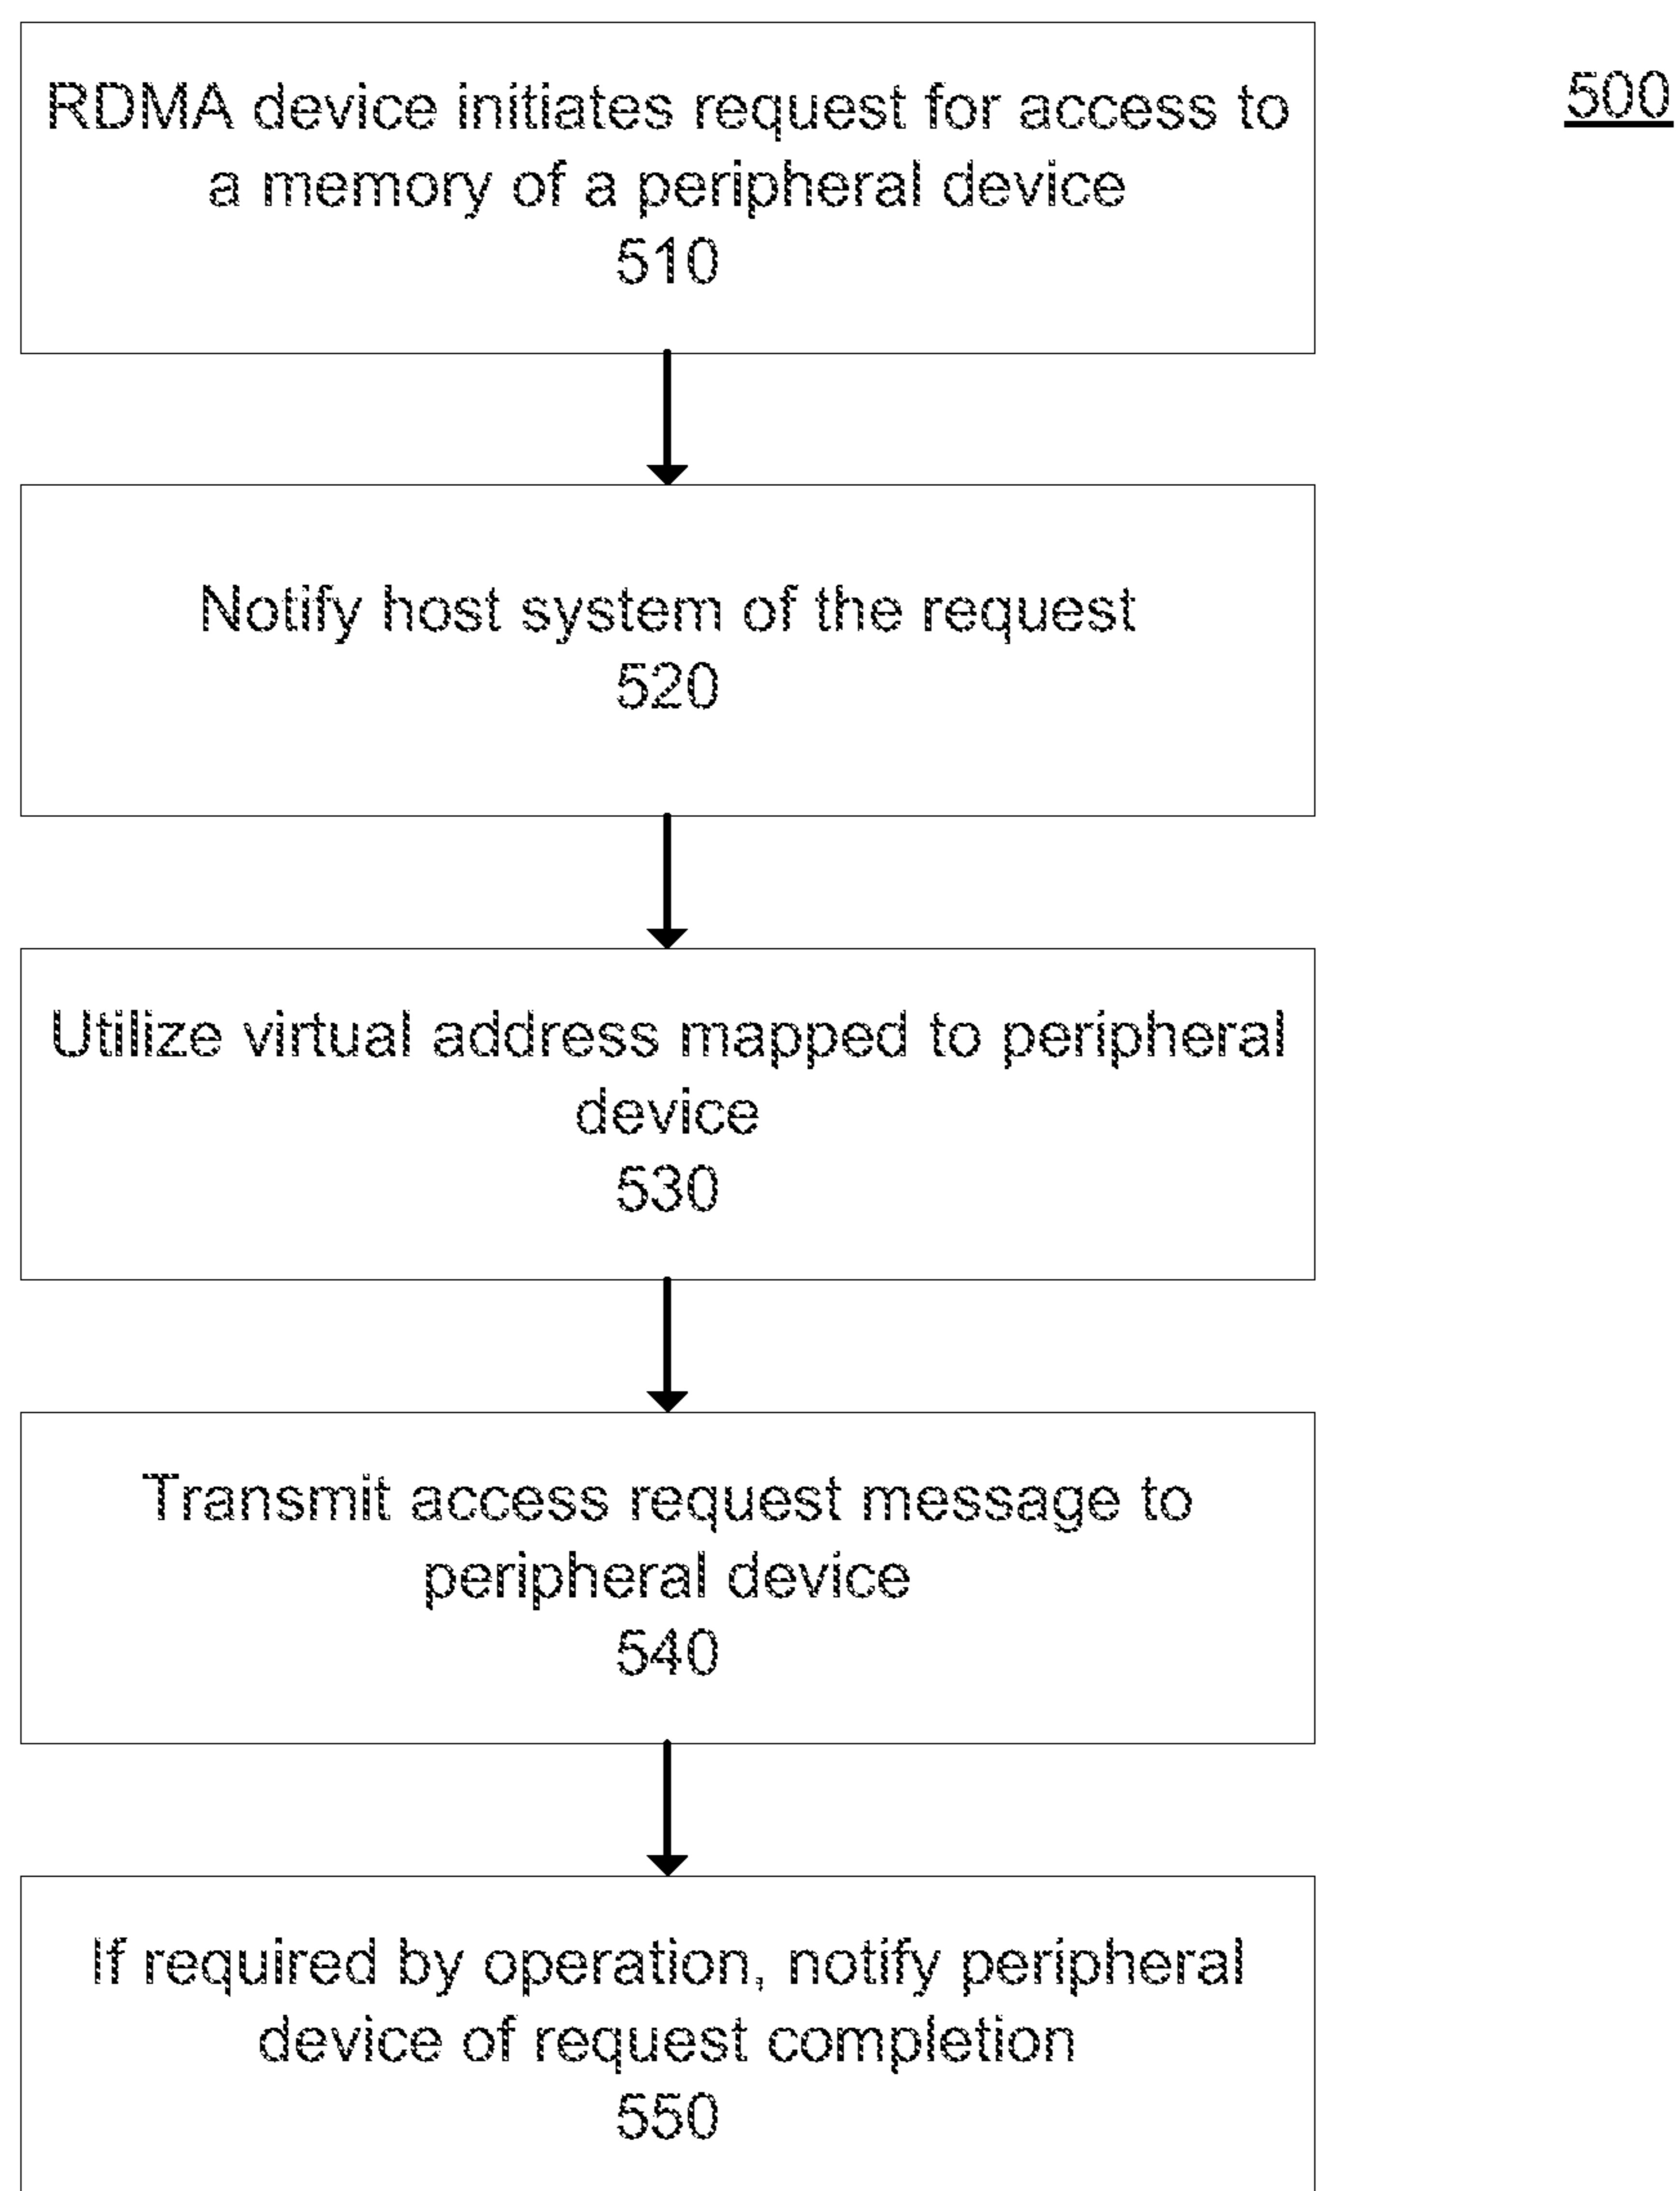 500
RDMA device initiates request for access to
a memory of a peripheral device
510
Notify host system of the request
520
Utilize virtual address mapped to peripheral
device
530
Transmit access request message to
peripheral device
540
If required by operation, notify peripheral
device of request completion
550